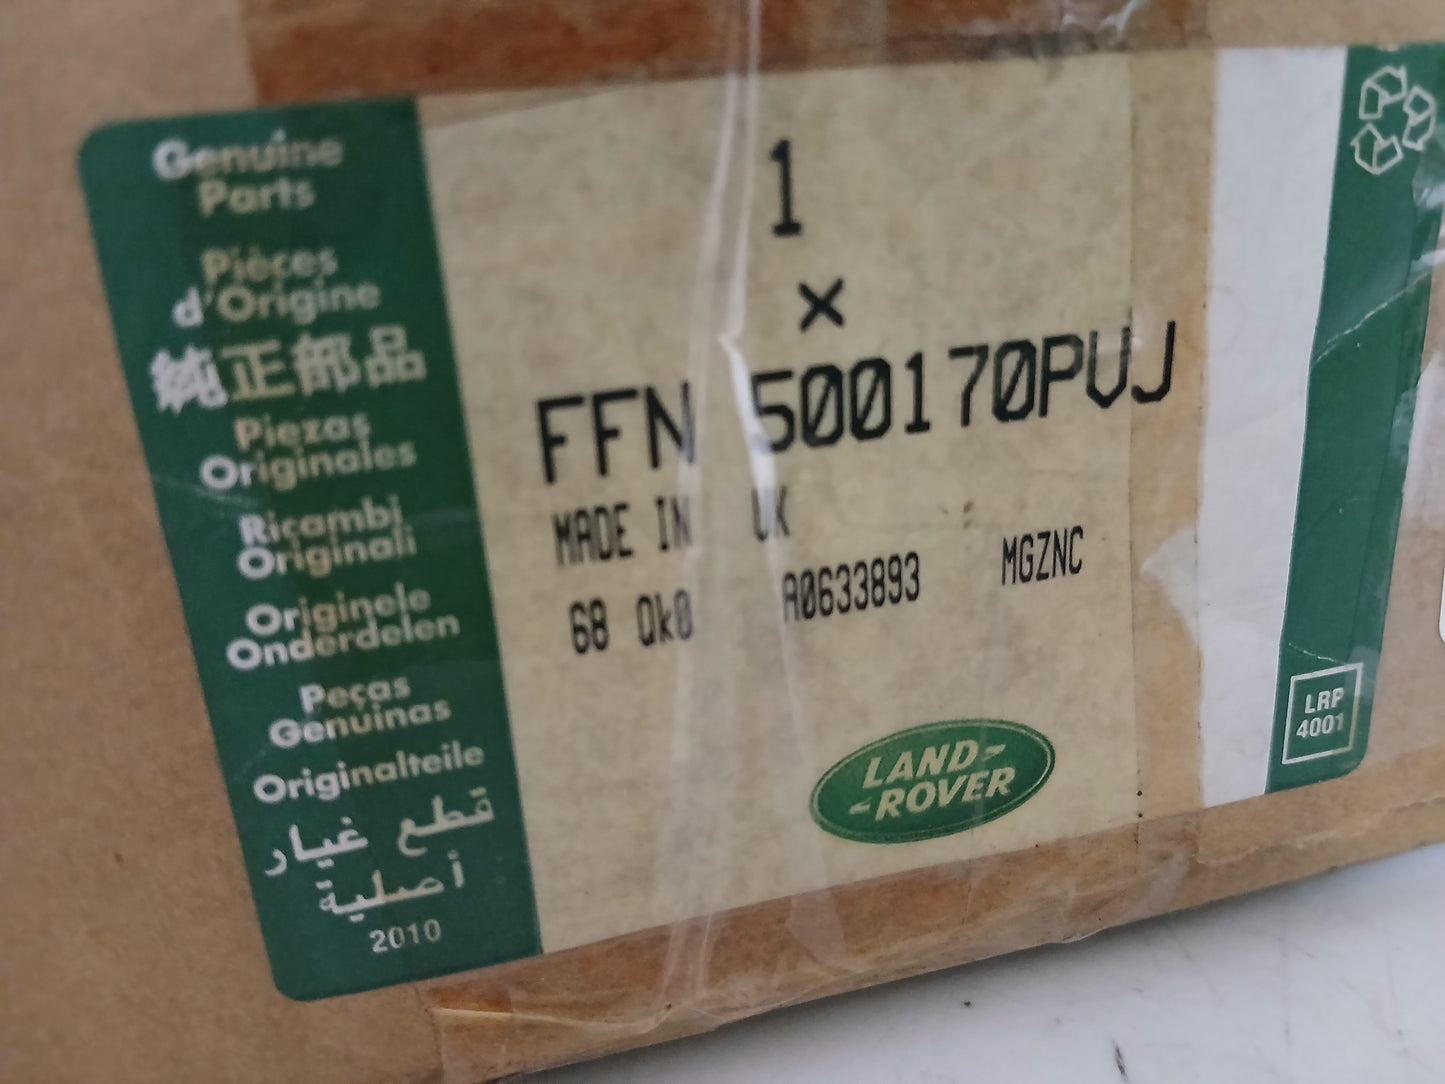 Genuine
Parts
Pièces
d'Origine
純正部品
Piezas
Originales
Ricambi
Originali
Originele
Onderdelen
Peças
Genuinas
Originalteile
قطع غيار
أصلية
2010
1
×
FFN 500170PVJ
MADE IN UK
68 Qk0 A0633893 MGZNC
LAND-
-ROVER
LRP
4001